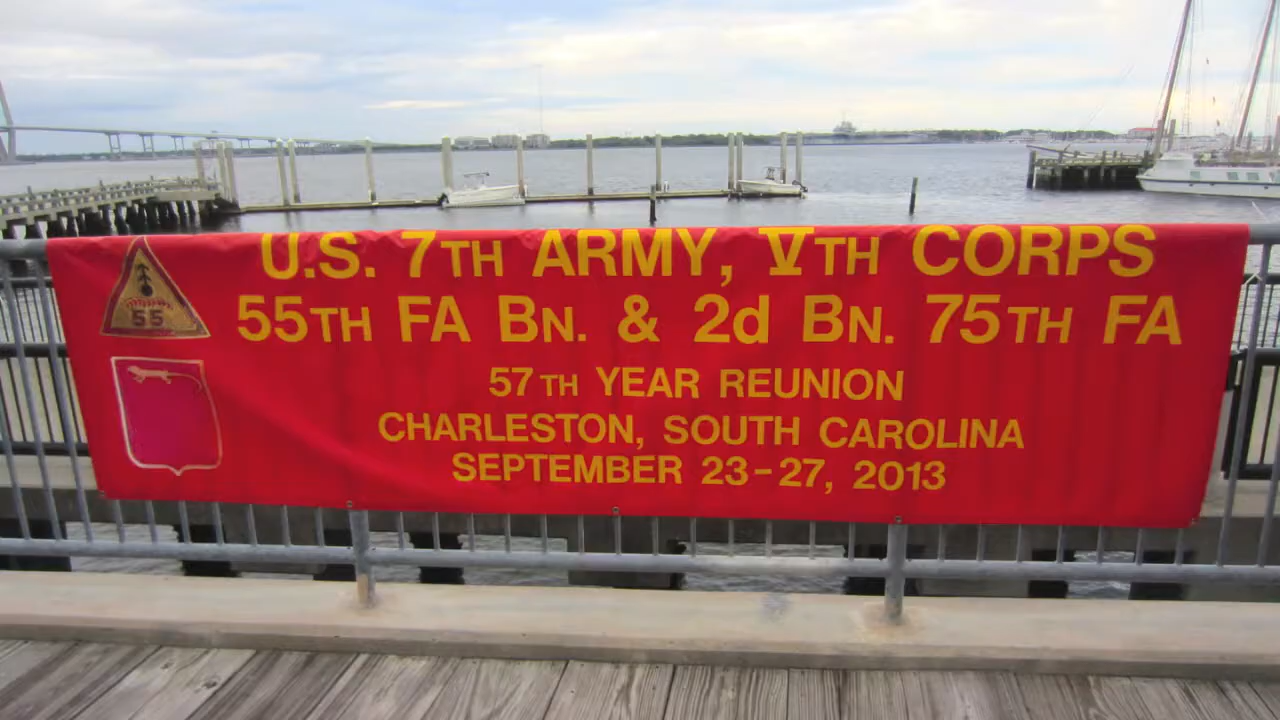 U.S. 7TH ARMY, VTH CORPS
55TH FA BN. & 2d BN. 75TH FA
57TH YEAR REUNION
CHARLESTON, SOUTH CAROLINA
SEPTEMBER 23-27, 2013
55